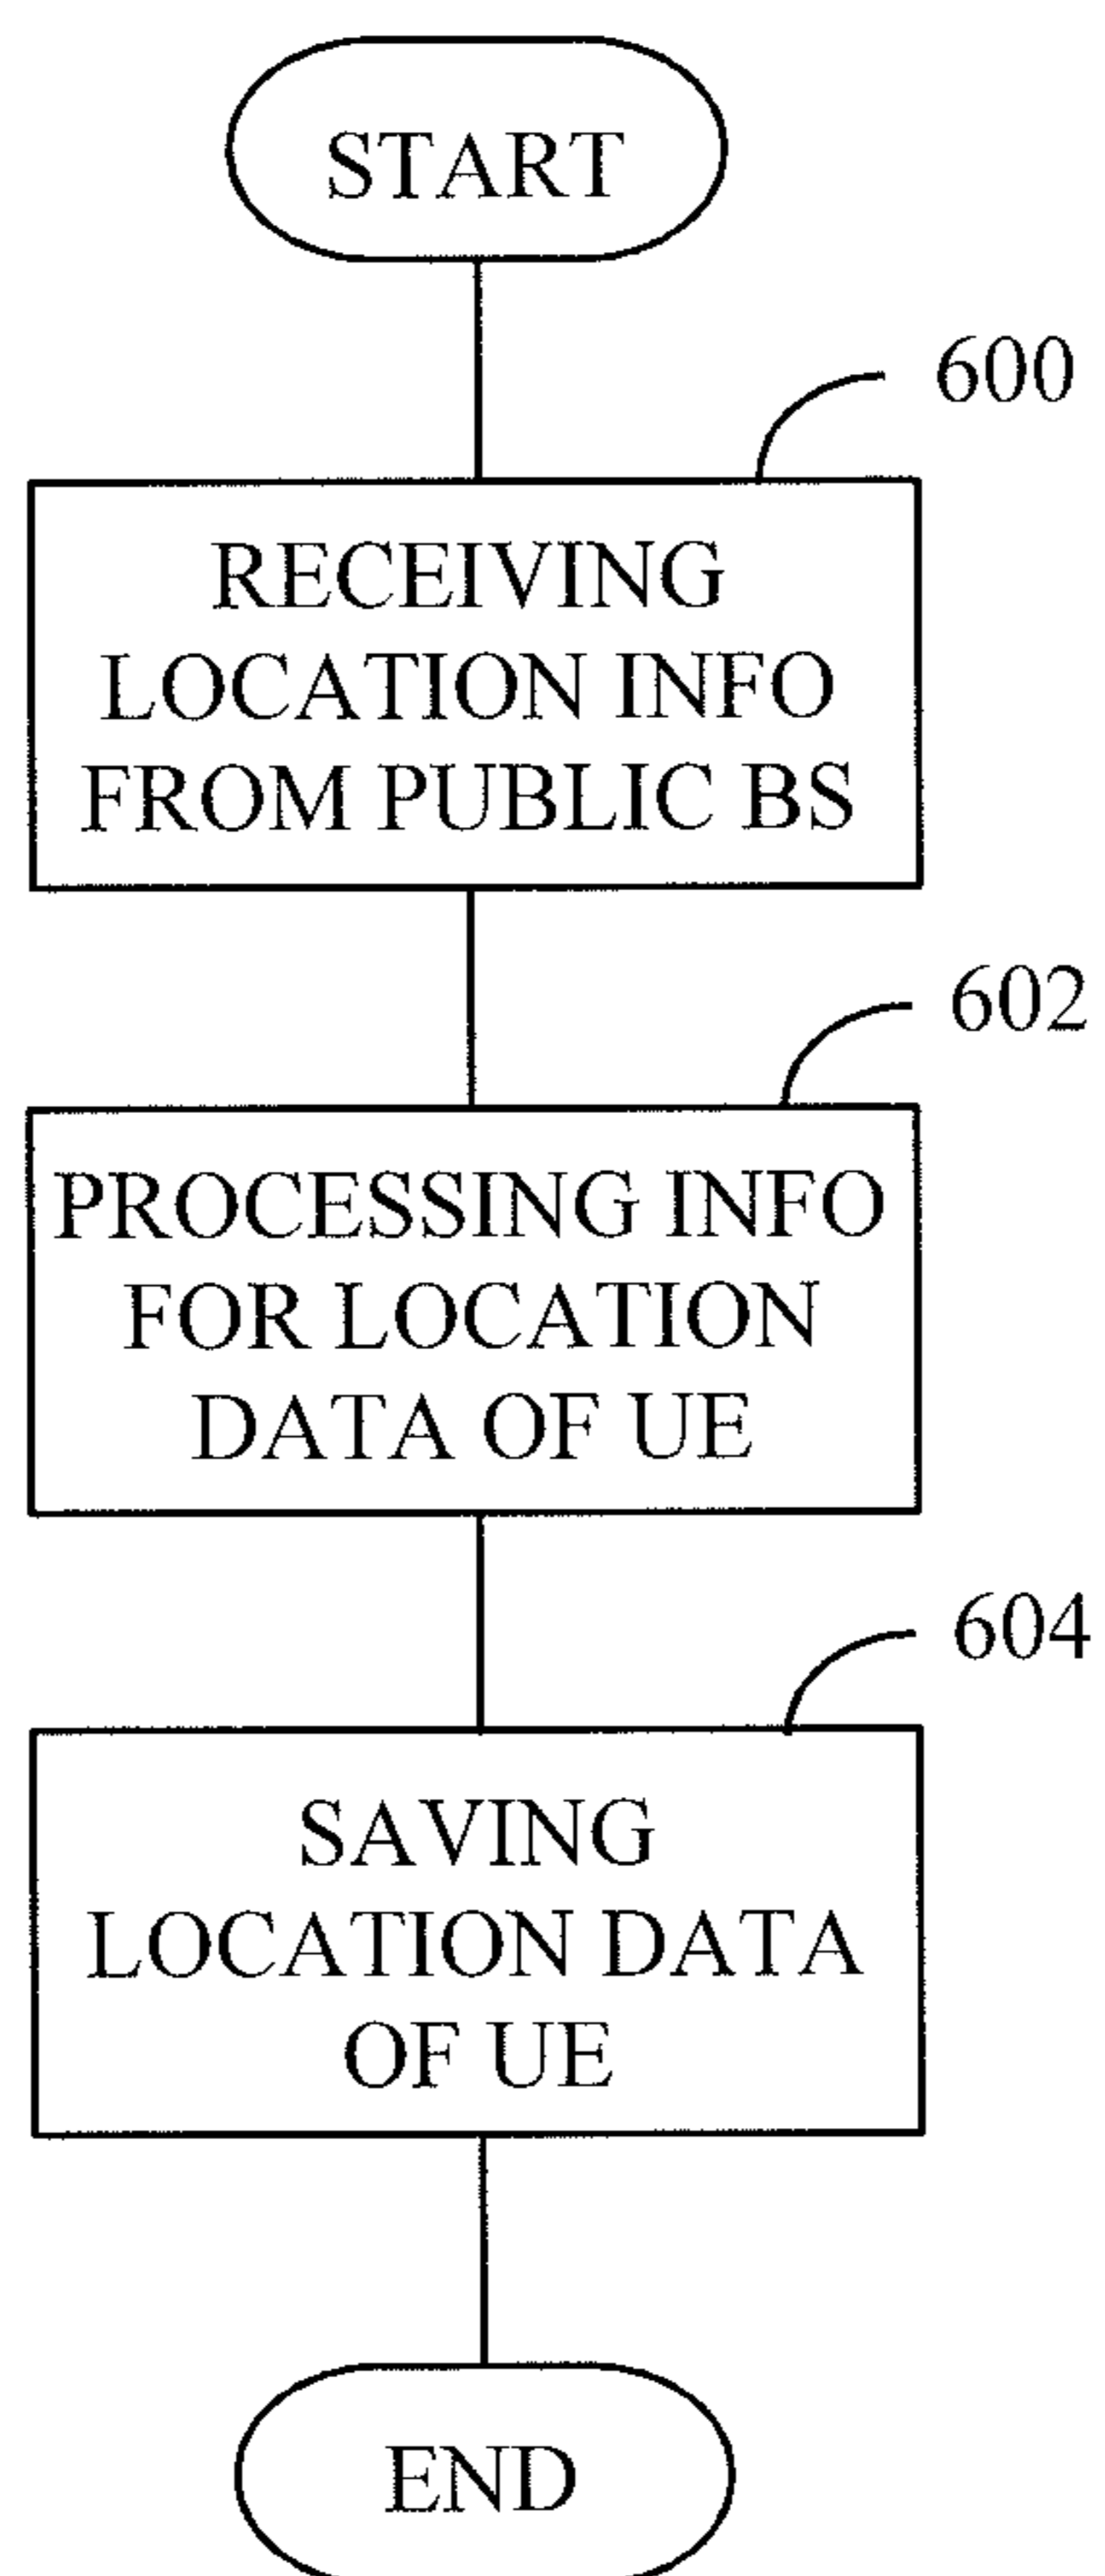 START
600
RECEIVING
LOCATION INFO
FROM PUBLIC BS
602
PROCESSING INFO
FOR LOCATION
DATA OF UE
604
SAVING
LOCATION DATA
OF UE
END